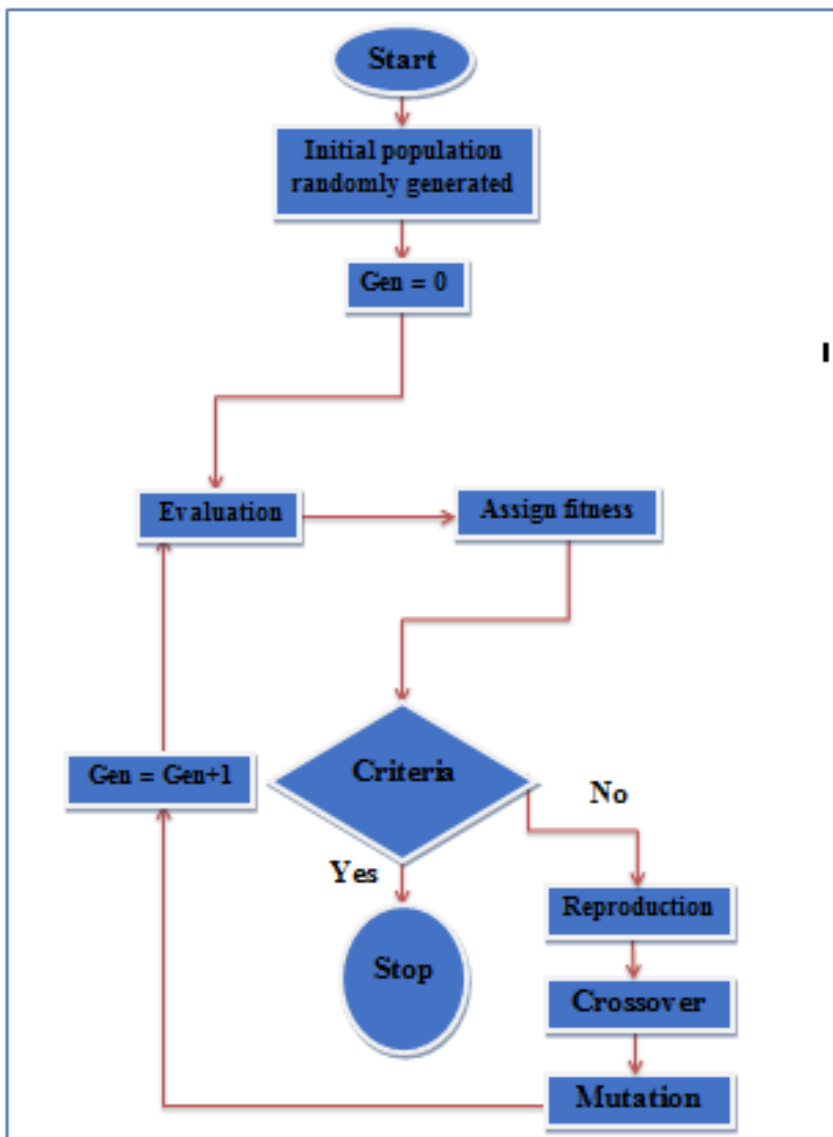 Start
Initial population
randomly generated
Gen = 0
Evaluation
Assign fitness
Gen = Gen+1
Criteria
No
Yes
Reproduction
Stop
Crossover
Mutation